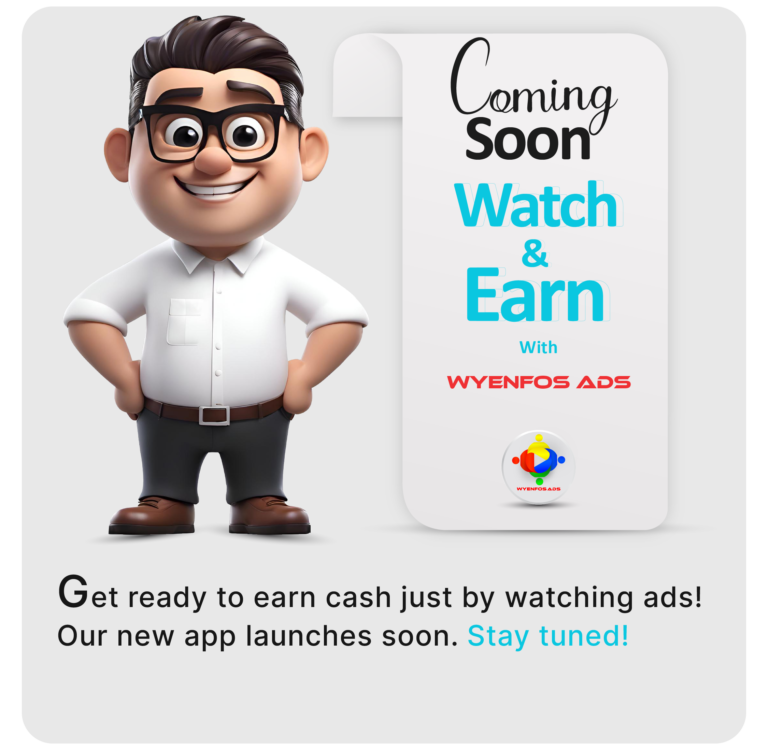 Coming
Soon
Watch
&
Earn
With
WYENFOS ADS
WYENFOS ADS
Get ready to earn cash just by watching ads!
Our new app launches soon. Stay tuned!